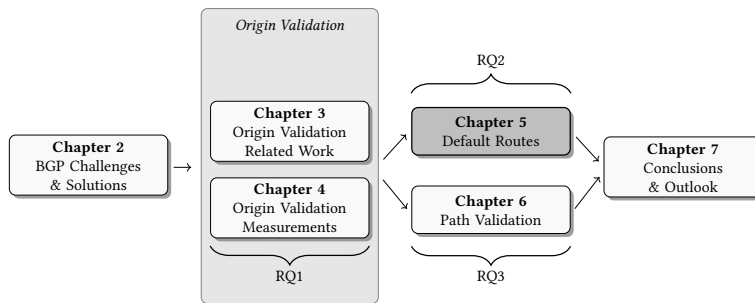 Origin Validation
RQ2
Chapter 2
BGP Challenges
& Solutions
Chapter 3
Origin Validation
Related Work
Chapter 4
Origin Validation
Measurements
RQ1
Chapter 5
Default Routes
Chapter 6
Path Validation
RQ3
Chapter 7
Conclusions
& Outlook